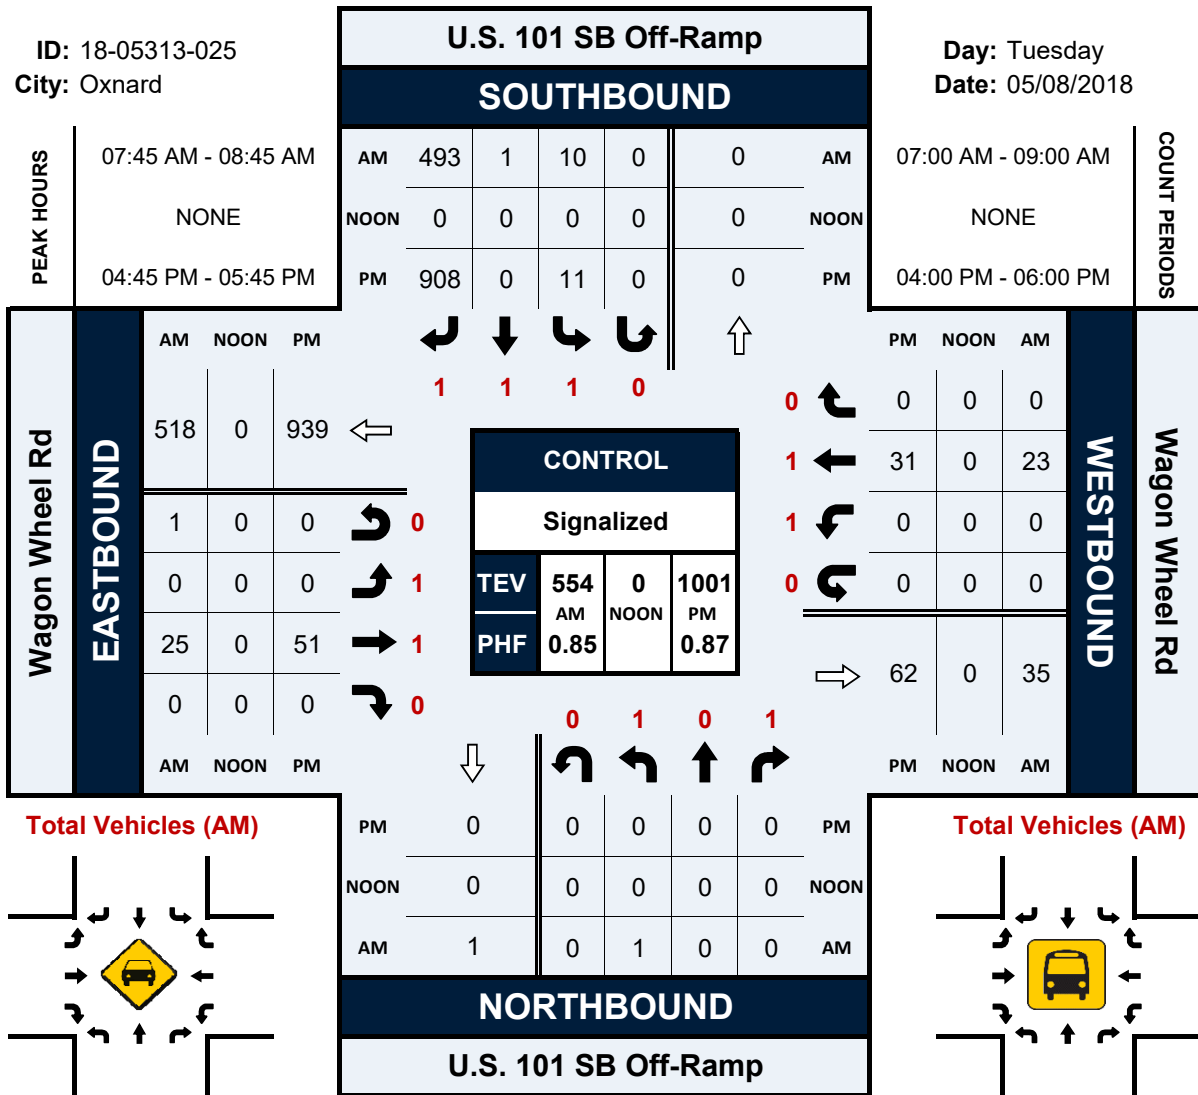 ID: 18-05313-025
City: Oxnard
U.S. 101 SB Off-Ramp
SOUTHBOUND
Day: Tuesday
Date: 05/08/2018
PEAK HOURS
07:45 AM - 08:45 AM
NONE
04:45 PM - 05:45 PM
AM 493 1 10 0 0 AM
NOON 0 0 0 0 0 NOON
PM 908 0 11 0 0 PM
07:00 AM - 09:00 AM
NONE
04:00 PM - 06:00 PM
COUNT PERIODS
1 1 1 0
Wagon Wheel Rd
EASTBOUND
AM NOON PM
518 0 939
1 0 0 0
0 0 0 1
25 0 51 1
0 0 0 0
AM NOON PM
CONTROL
Signalized
TEV 554 0 1001
AM NOON PM
PHF 0.85 0.87
PM NOON AM
0 0 0 0
1 31 0 23
1 0 0 0
0 0 0 0
62 0 35
PM NOON AM
WESTBOUND
Wagon Wheel Rd
0 1 0 1
PM 0 0 0 0 0 PM
NOON 0 0 0 0 0 NOON
AM 1 0 1 0 0 AM
NORTHBOUND
U.S. 101 SB Off-Ramp
Total Vehicles (AM)
Total Vehicles (AM)